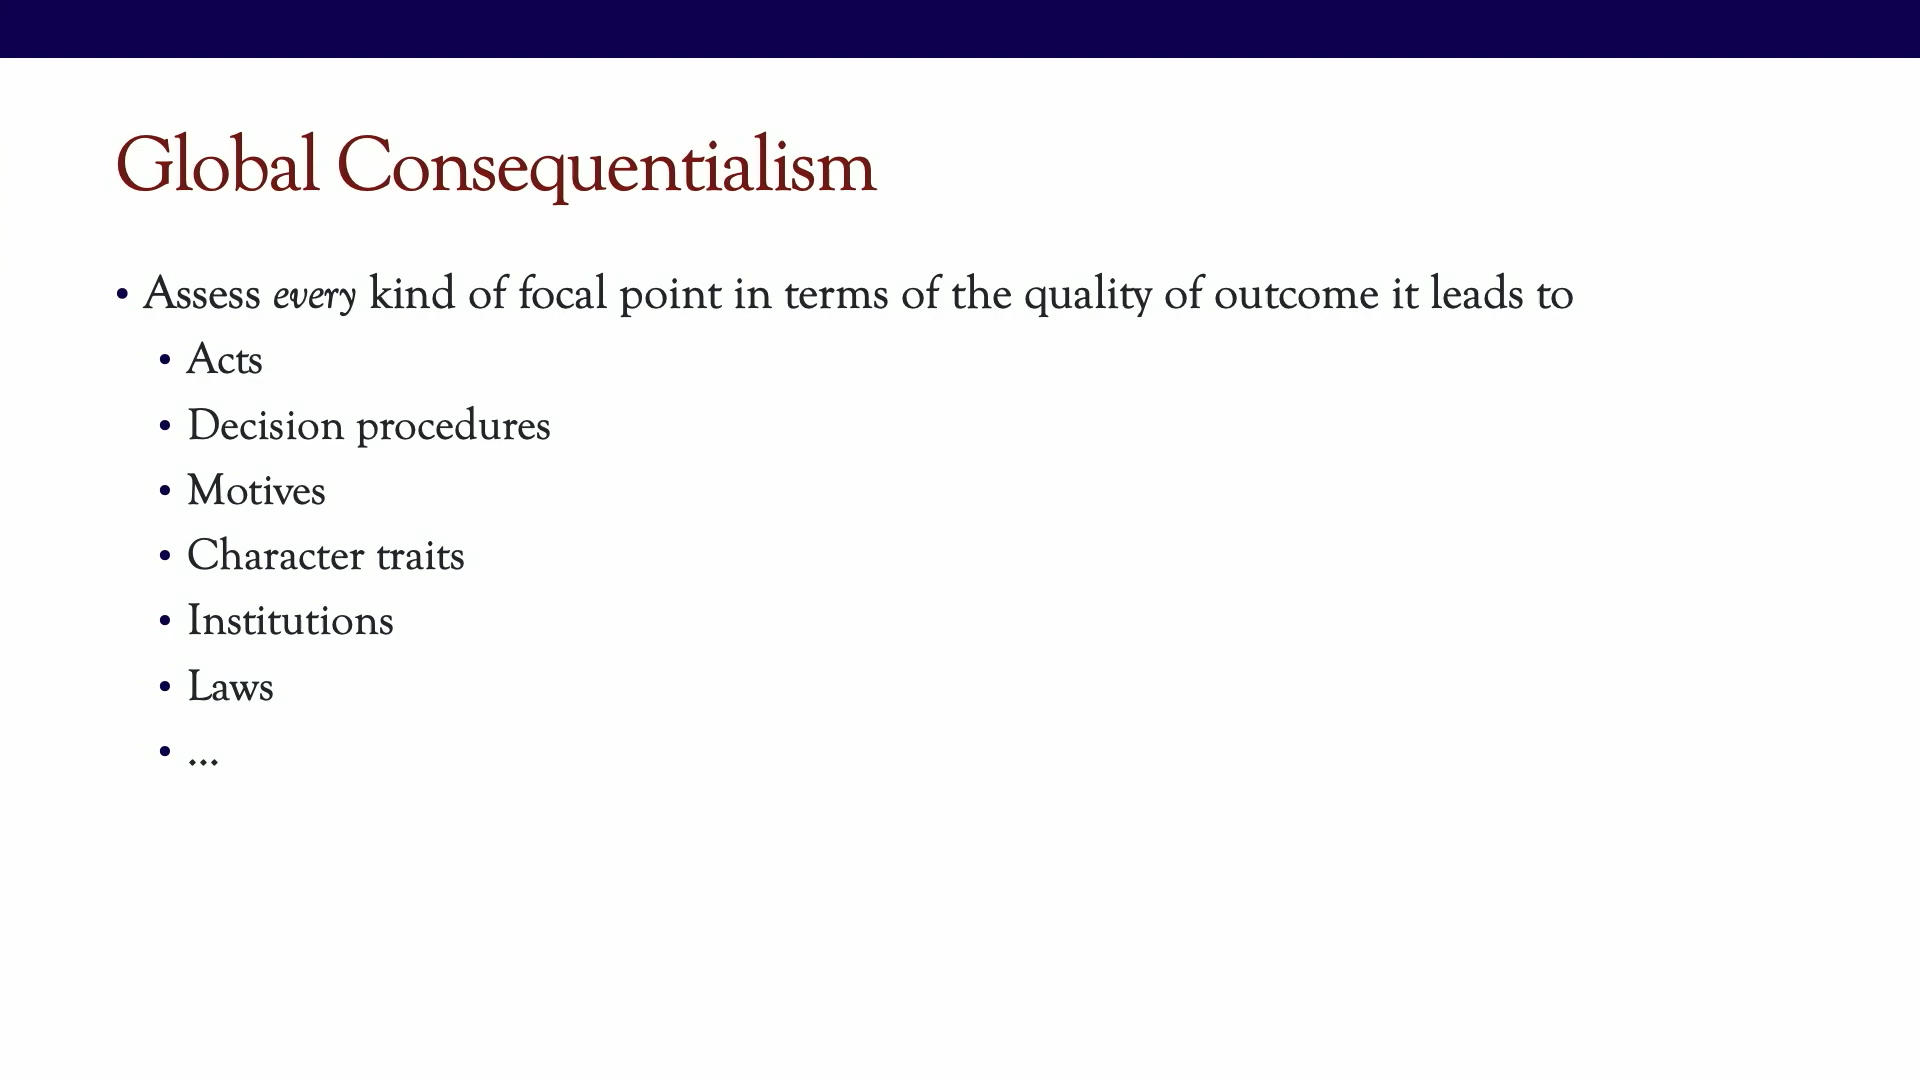 Global Consequentialism
• Assess every kind of focal point in terms of the quality of outcome it leads to
• Acts
• Decision procedures
• Motives
• Character traits
• Institutions
• Laws
• ...